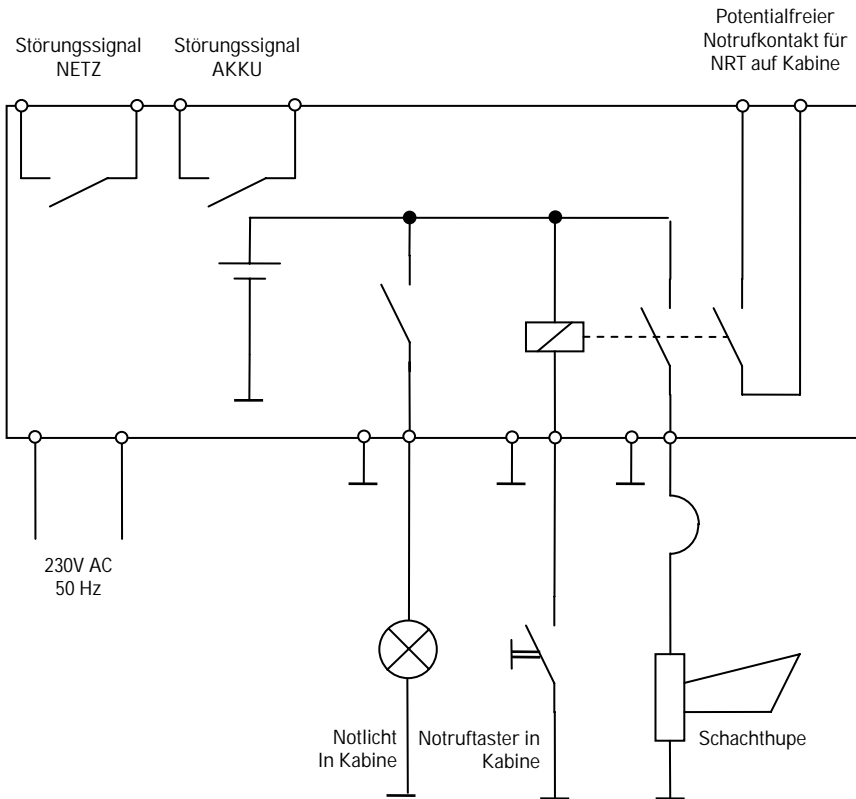 Störungssignal
NETZ
Störungssignal
AKKU
Potentialfreier
Notrufkontakt für
NRT auf Kabine
230V AC
50 Hz
Notlicht
In Kabine
Notruftaster in
Kabine
Schachthupe